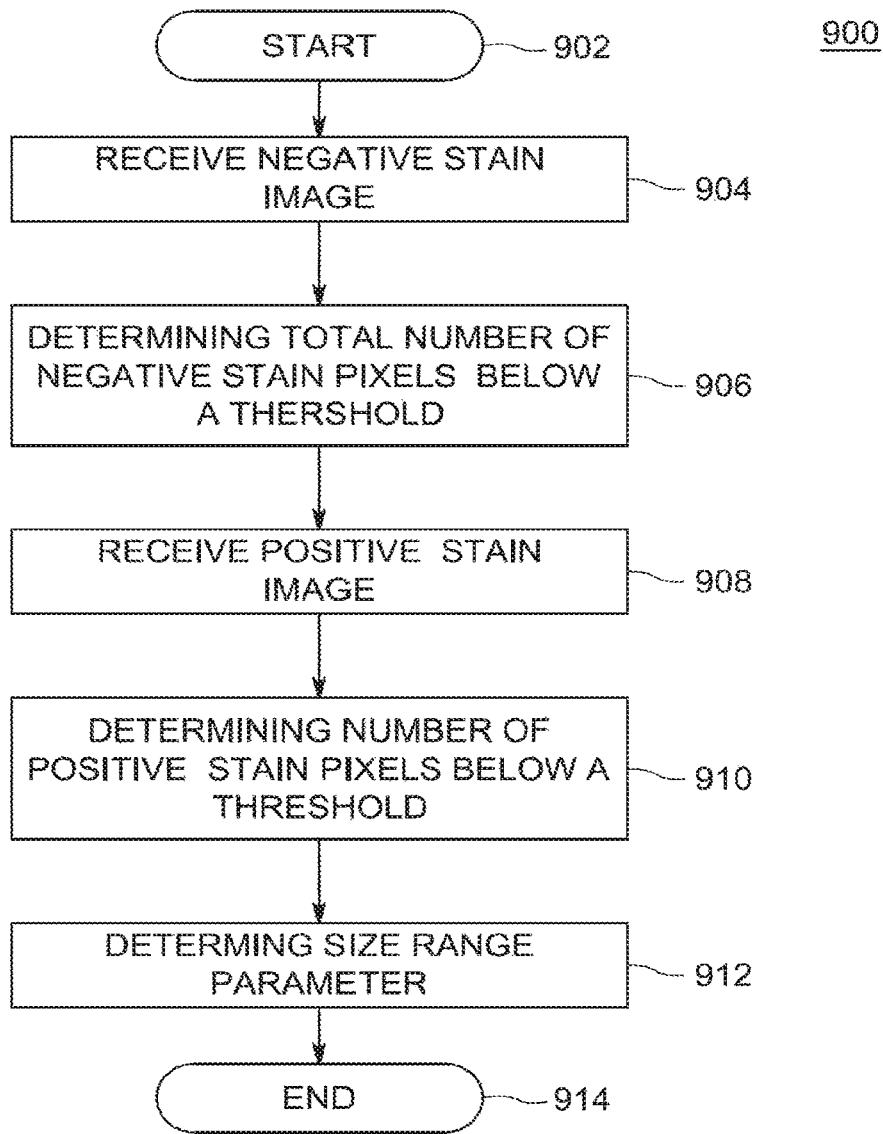 START
902
900
RECEIVE NEGATIVE STAIN
IMAGE
904
DETERMINING TOTAL NUMBER OF
NEGATIVE STAIN PIXELS BELOW
A THERSHOLD
906
RECEIVE POSITIVE STAIN
IMAGE
908
DETERMINING NUMBER OF
POSITIVE STAIN PIXELS BELOW A
THRESHOLD
910
DETERMING SIZE RANGE
PARAMETER
912
END
914